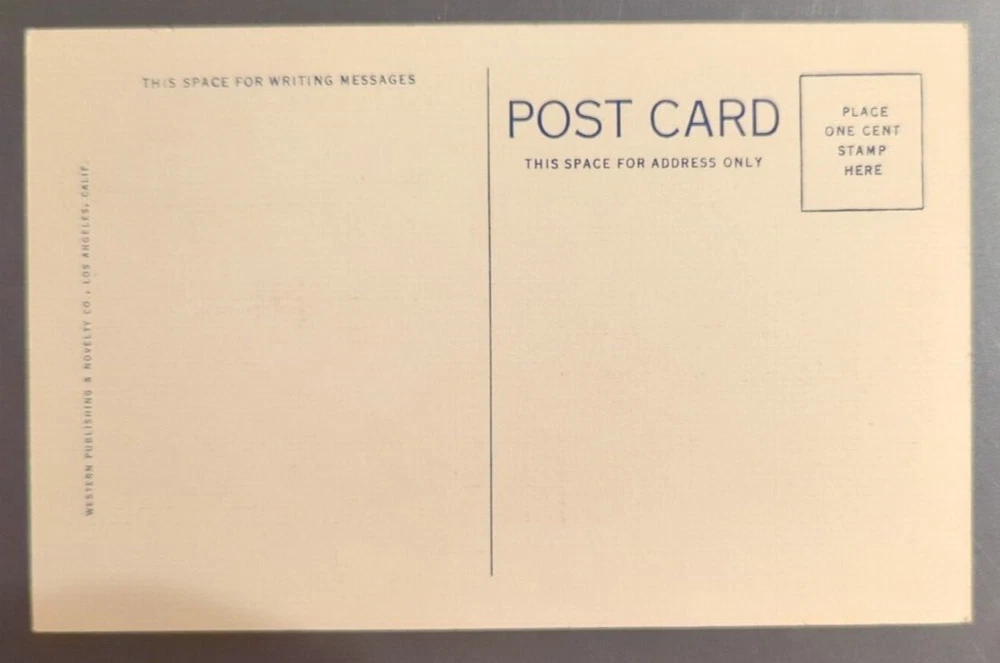 THIS SPACE FOR WRITING MESSAGES
POST CARD
THIS SPACE FOR ADDRESS ONLY
PLACE
ONE CENT
STAMP
HERE
WESTERN PUBLISHING & NOVELTY CO., LOS ANGELES, CALIF.